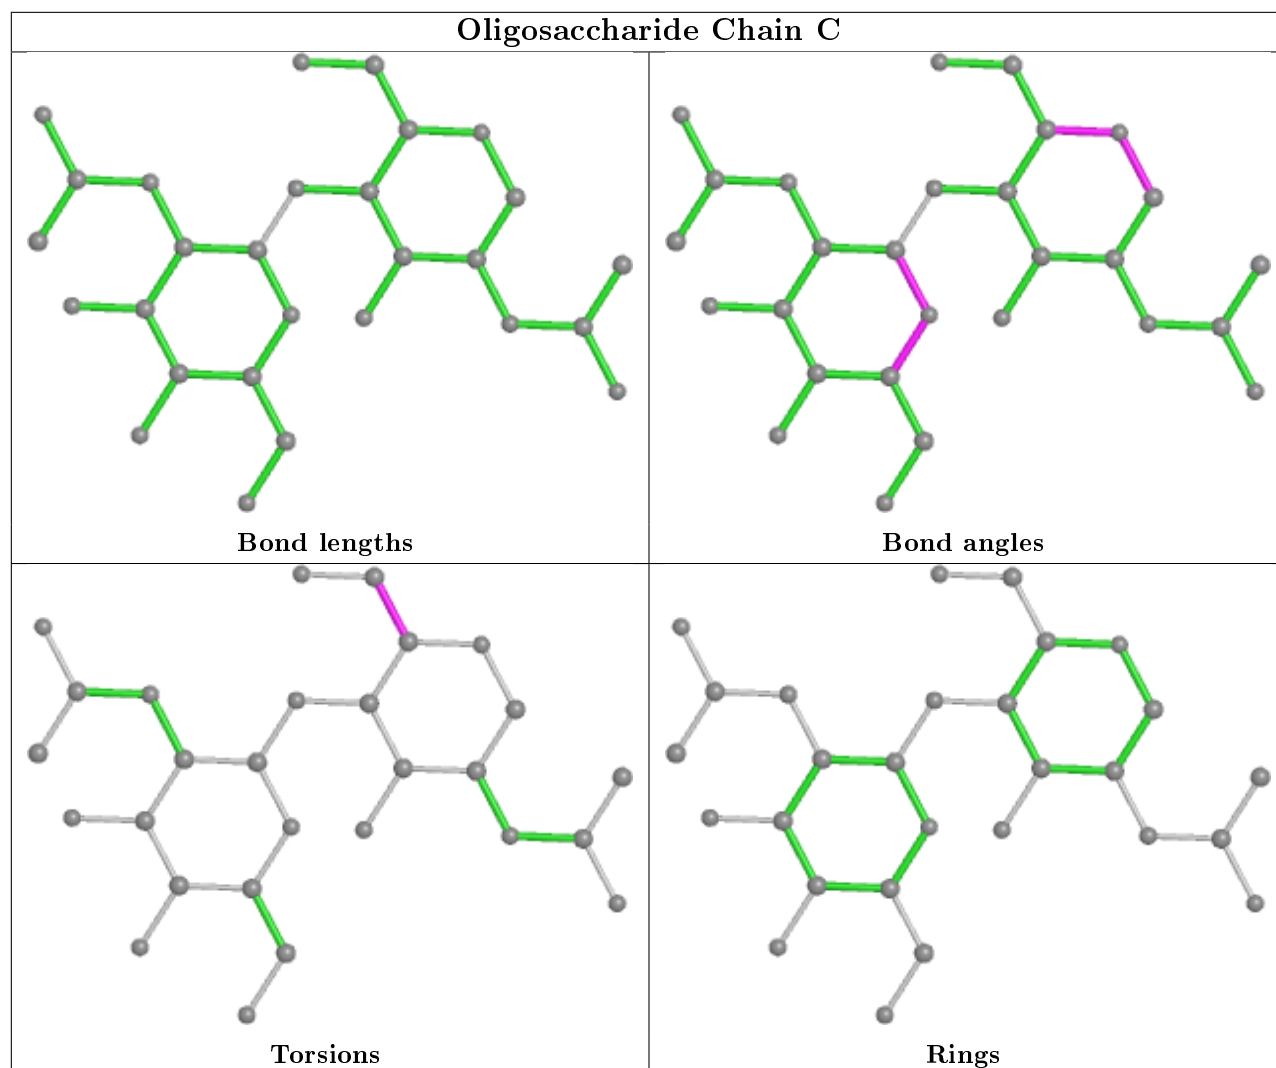 Oligosaccharide Chain C
Bond lengths
Bond angles
Torsions
Rings